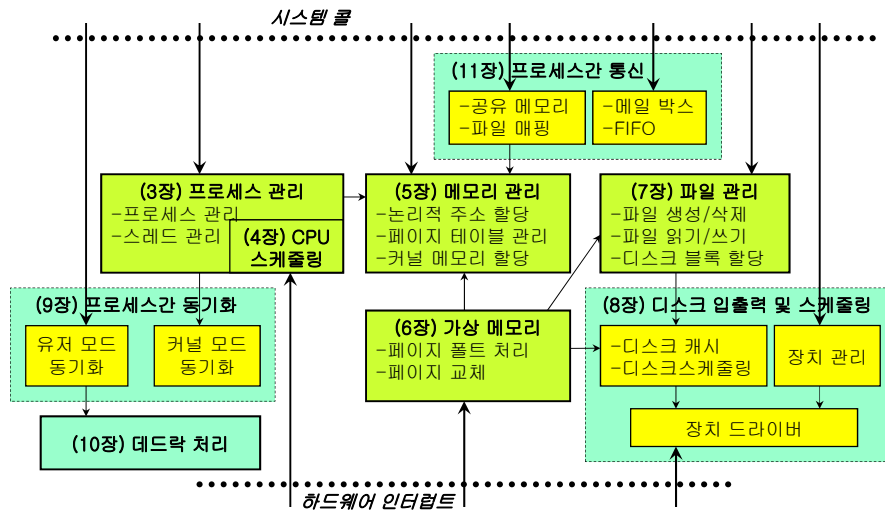 시스템 콜
(11장) 프로세스간 통신
-공유 메모리
-파일 매핑
-메일 박스
-FIFO
(3장) 프로세스 관리
-프로세스 관리
-스레드 관리
(4장) CPU
스케줄링
(5장) 메모리 관리
-논리적 주소 할당
-페이지 테이블 관리
-커널 메모리 할당
(7장) 파일 관리
-파일 생성/삭제
-파일 읽기/쓰기
-디스크 블록 할당
(9장) 프로세스간 동기화
유저 모드
동기화
커널 모드
동기화
(6장) 가상 메모리
-페이지 폴트 처리
-페이지 교체
(8장) 디스크 입출력 및 스케줄링
-디스크 캐시
-디스크스케줄링
장치 관리
장치 드라이버
(10장) 데드락 처리
하드웨어 인터럽트